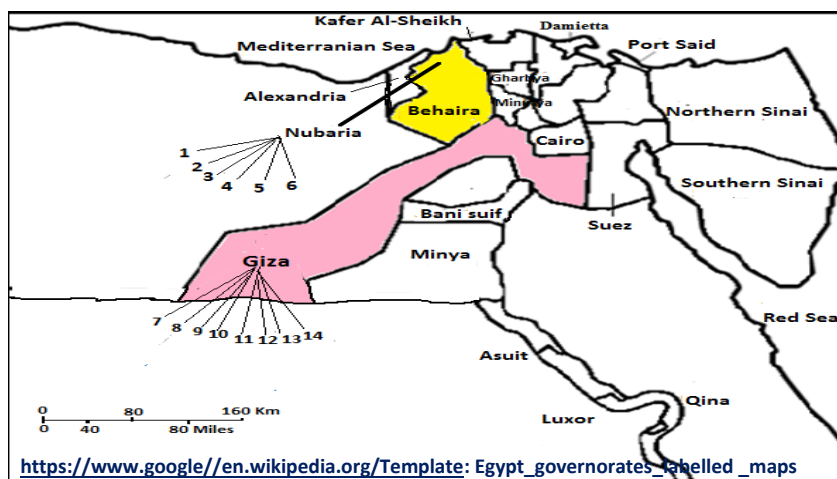 Kafer Al-Sheikh
Damietta
Mediterranean Sea
Port Said
Gharbya
Alexandria
Minufya
Behaira
Northern Sinai
Nubaria
Cairo
1
2
3
4
5
6
Southern Sinai
Bani suif
Suez
Giza
Minya
7
8
9
10
11
12
13
14
Red Sea
Asuit
Qina
Luxor
0 80 160 Km
0 40 80 Miles
https://www.google//en.wikipedia.org/Template: Egypt_governorates_labelled _maps